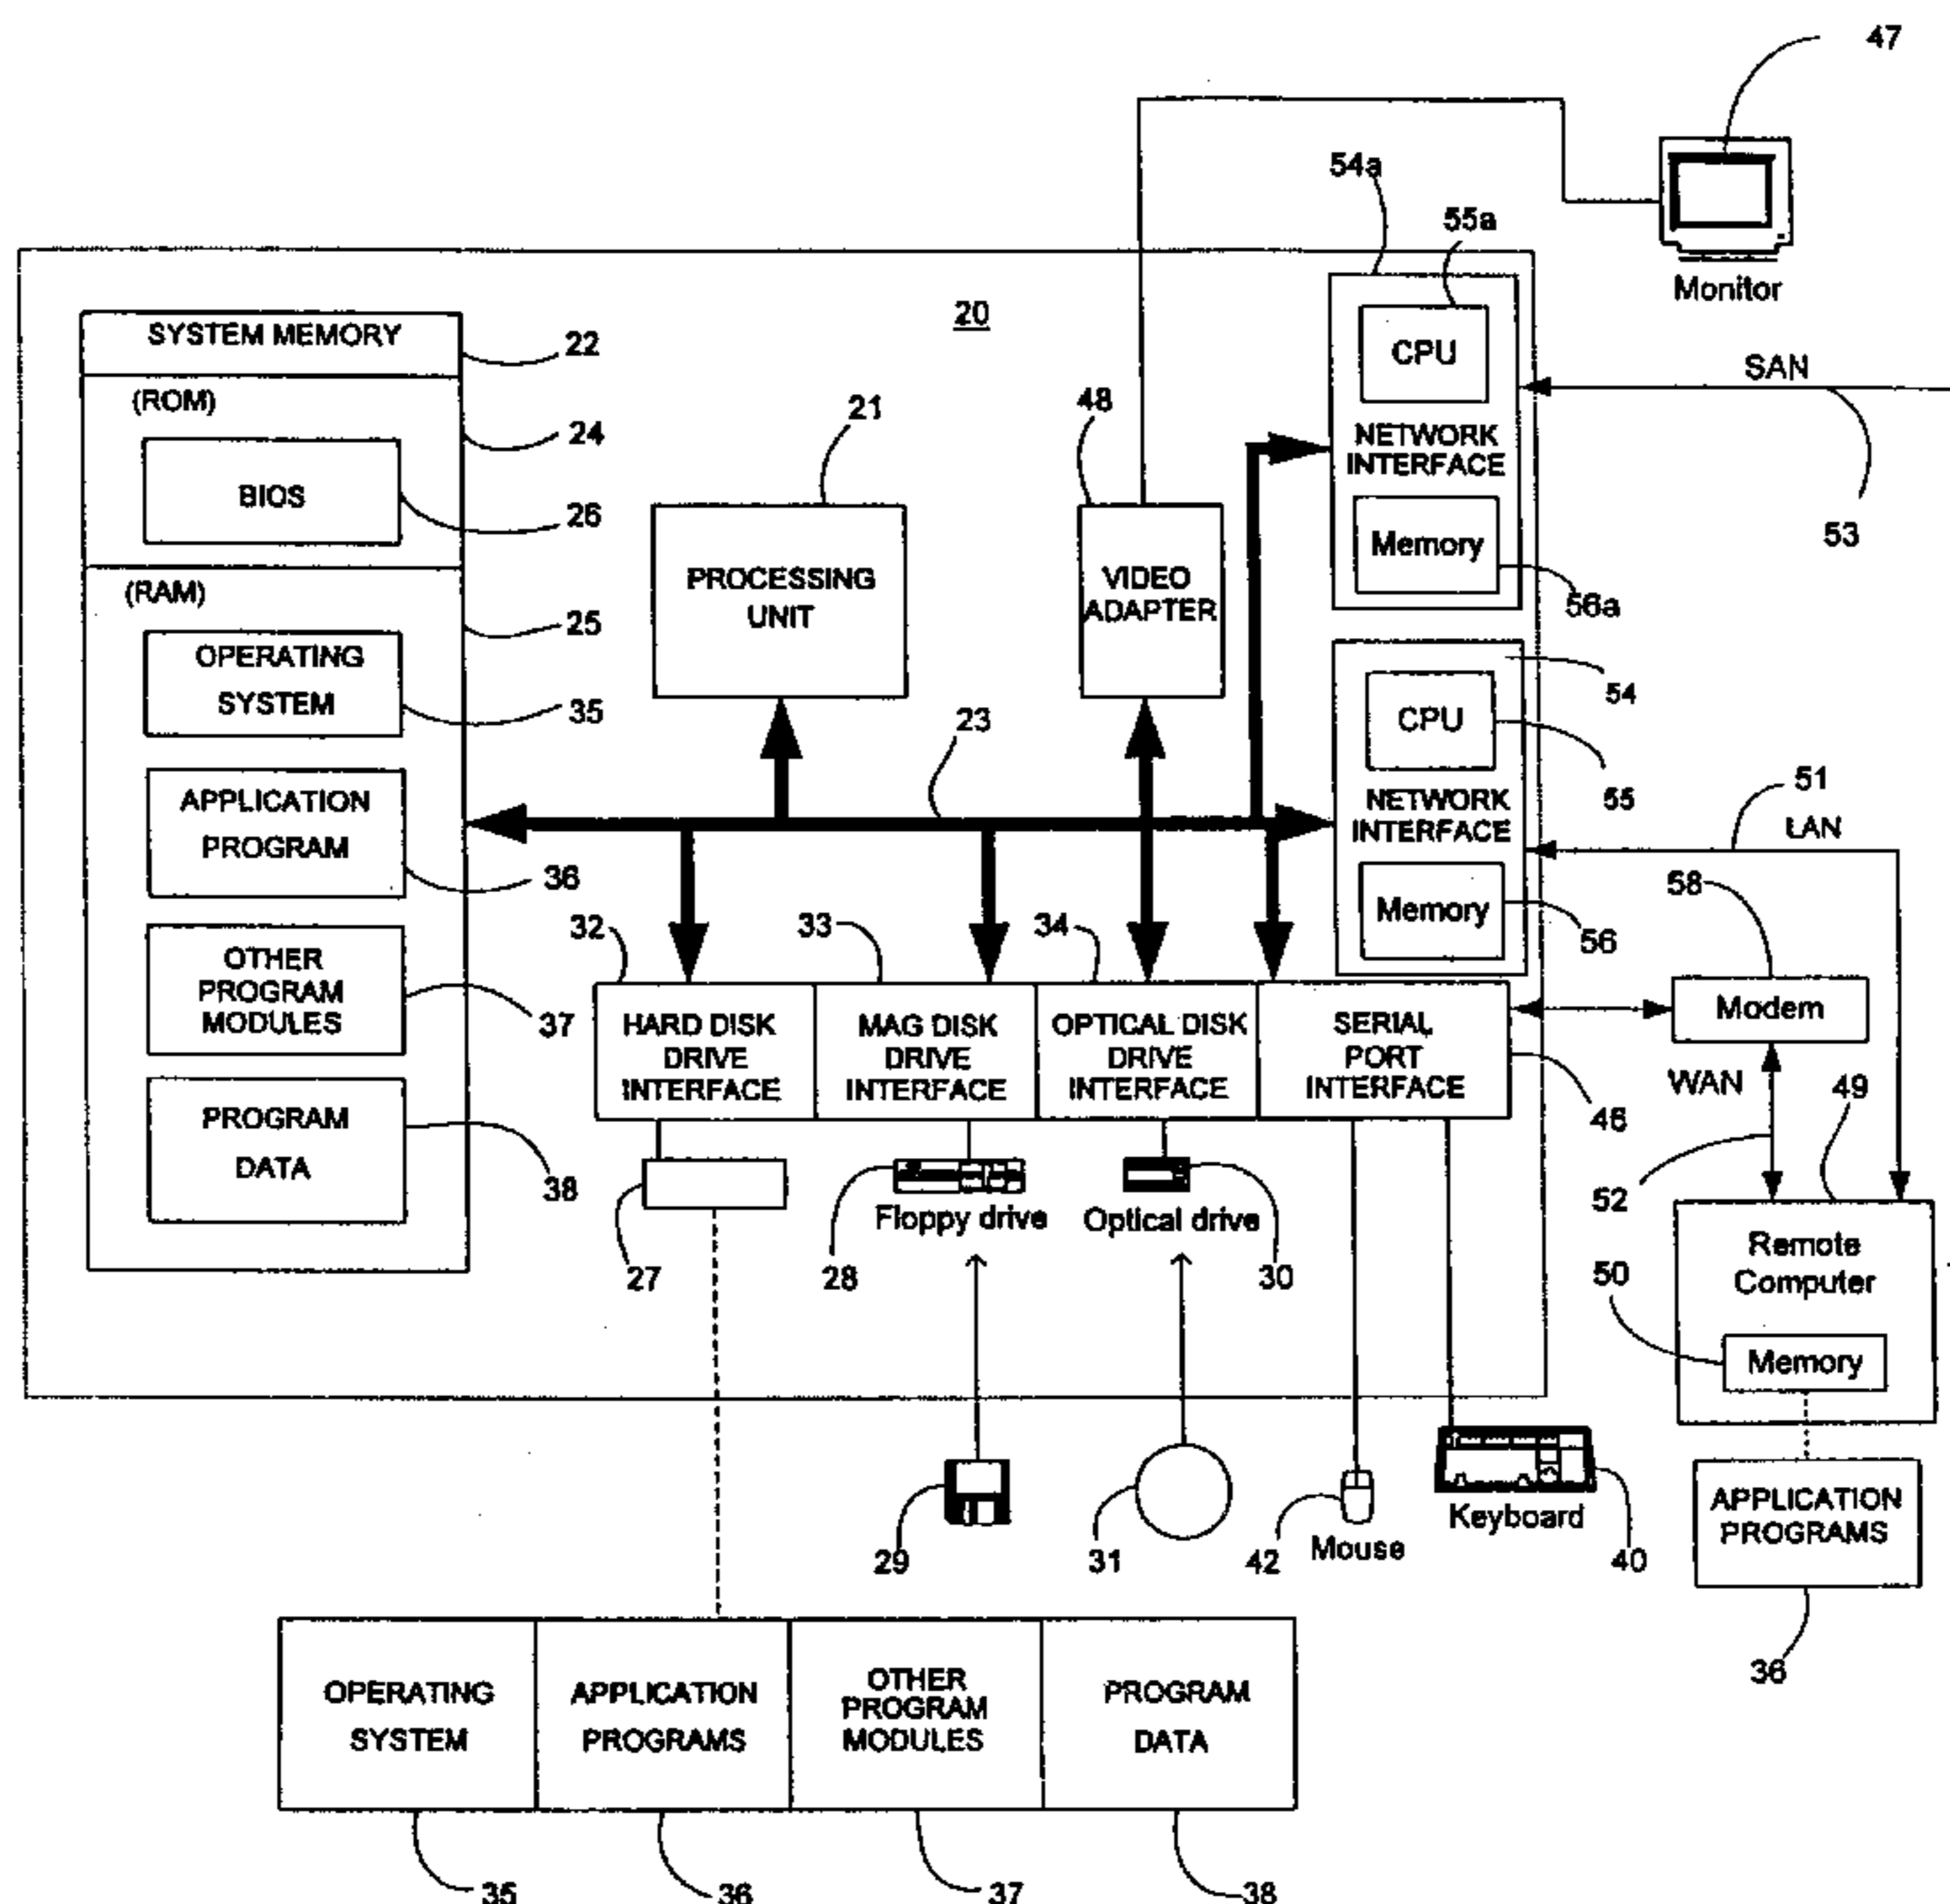 47
54a
55a
Monitor
20
SYSTEM MEMORY
22
(ROM)
24
BIOS
26
(RAM)
25
OPERATING
SYSTEM
35
APPLICATION
PROGRAM
36
OTHER
PROGRAM
MODULES
37
PROGRAM
DATA
38
21
PROCESSING
UNIT
48
VIDEO
ADAPTER
23
CPU
NETWORK
INTERFACE
Memory
56a
SAN
53
54
CPU
55
NETWORK
INTERFACE
Memory
56
51
LAN
58
Modem
WAN
49
52
32
33
34
HARD DISK
DRIVE
INTERFACE
MAG DISK
DRIVE
INTERFACE
OPTICAL DISK
DRIVE
INTERFACE
SERIAL
PORT
INTERFACE
46
27
28
Floppy drive
Optical drive
30
Remote
Computer
50
Memory
29
31
42
Mouse
Keyboard
40
APPLICATION
PROGRAMS
36
OPERATING
SYSTEM
APPLICATION
PROGRAMS
OTHER
PROGRAM
MODULES
PROGRAM
DATA
35
36
37
38